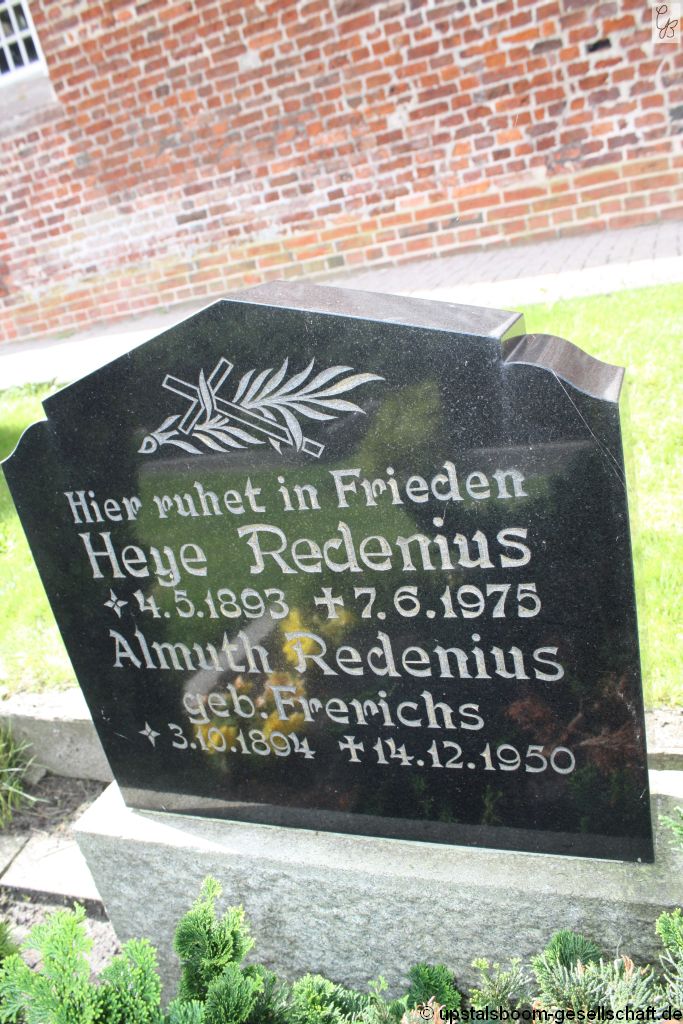 Hier ruhet in Frieden
Heye Redenius
4.5.1893 7.6.1975
Almuth Redenius
geb. Frerichs
3.10.1894 14.12.1950
© upstalsboom-gesellschaft.de